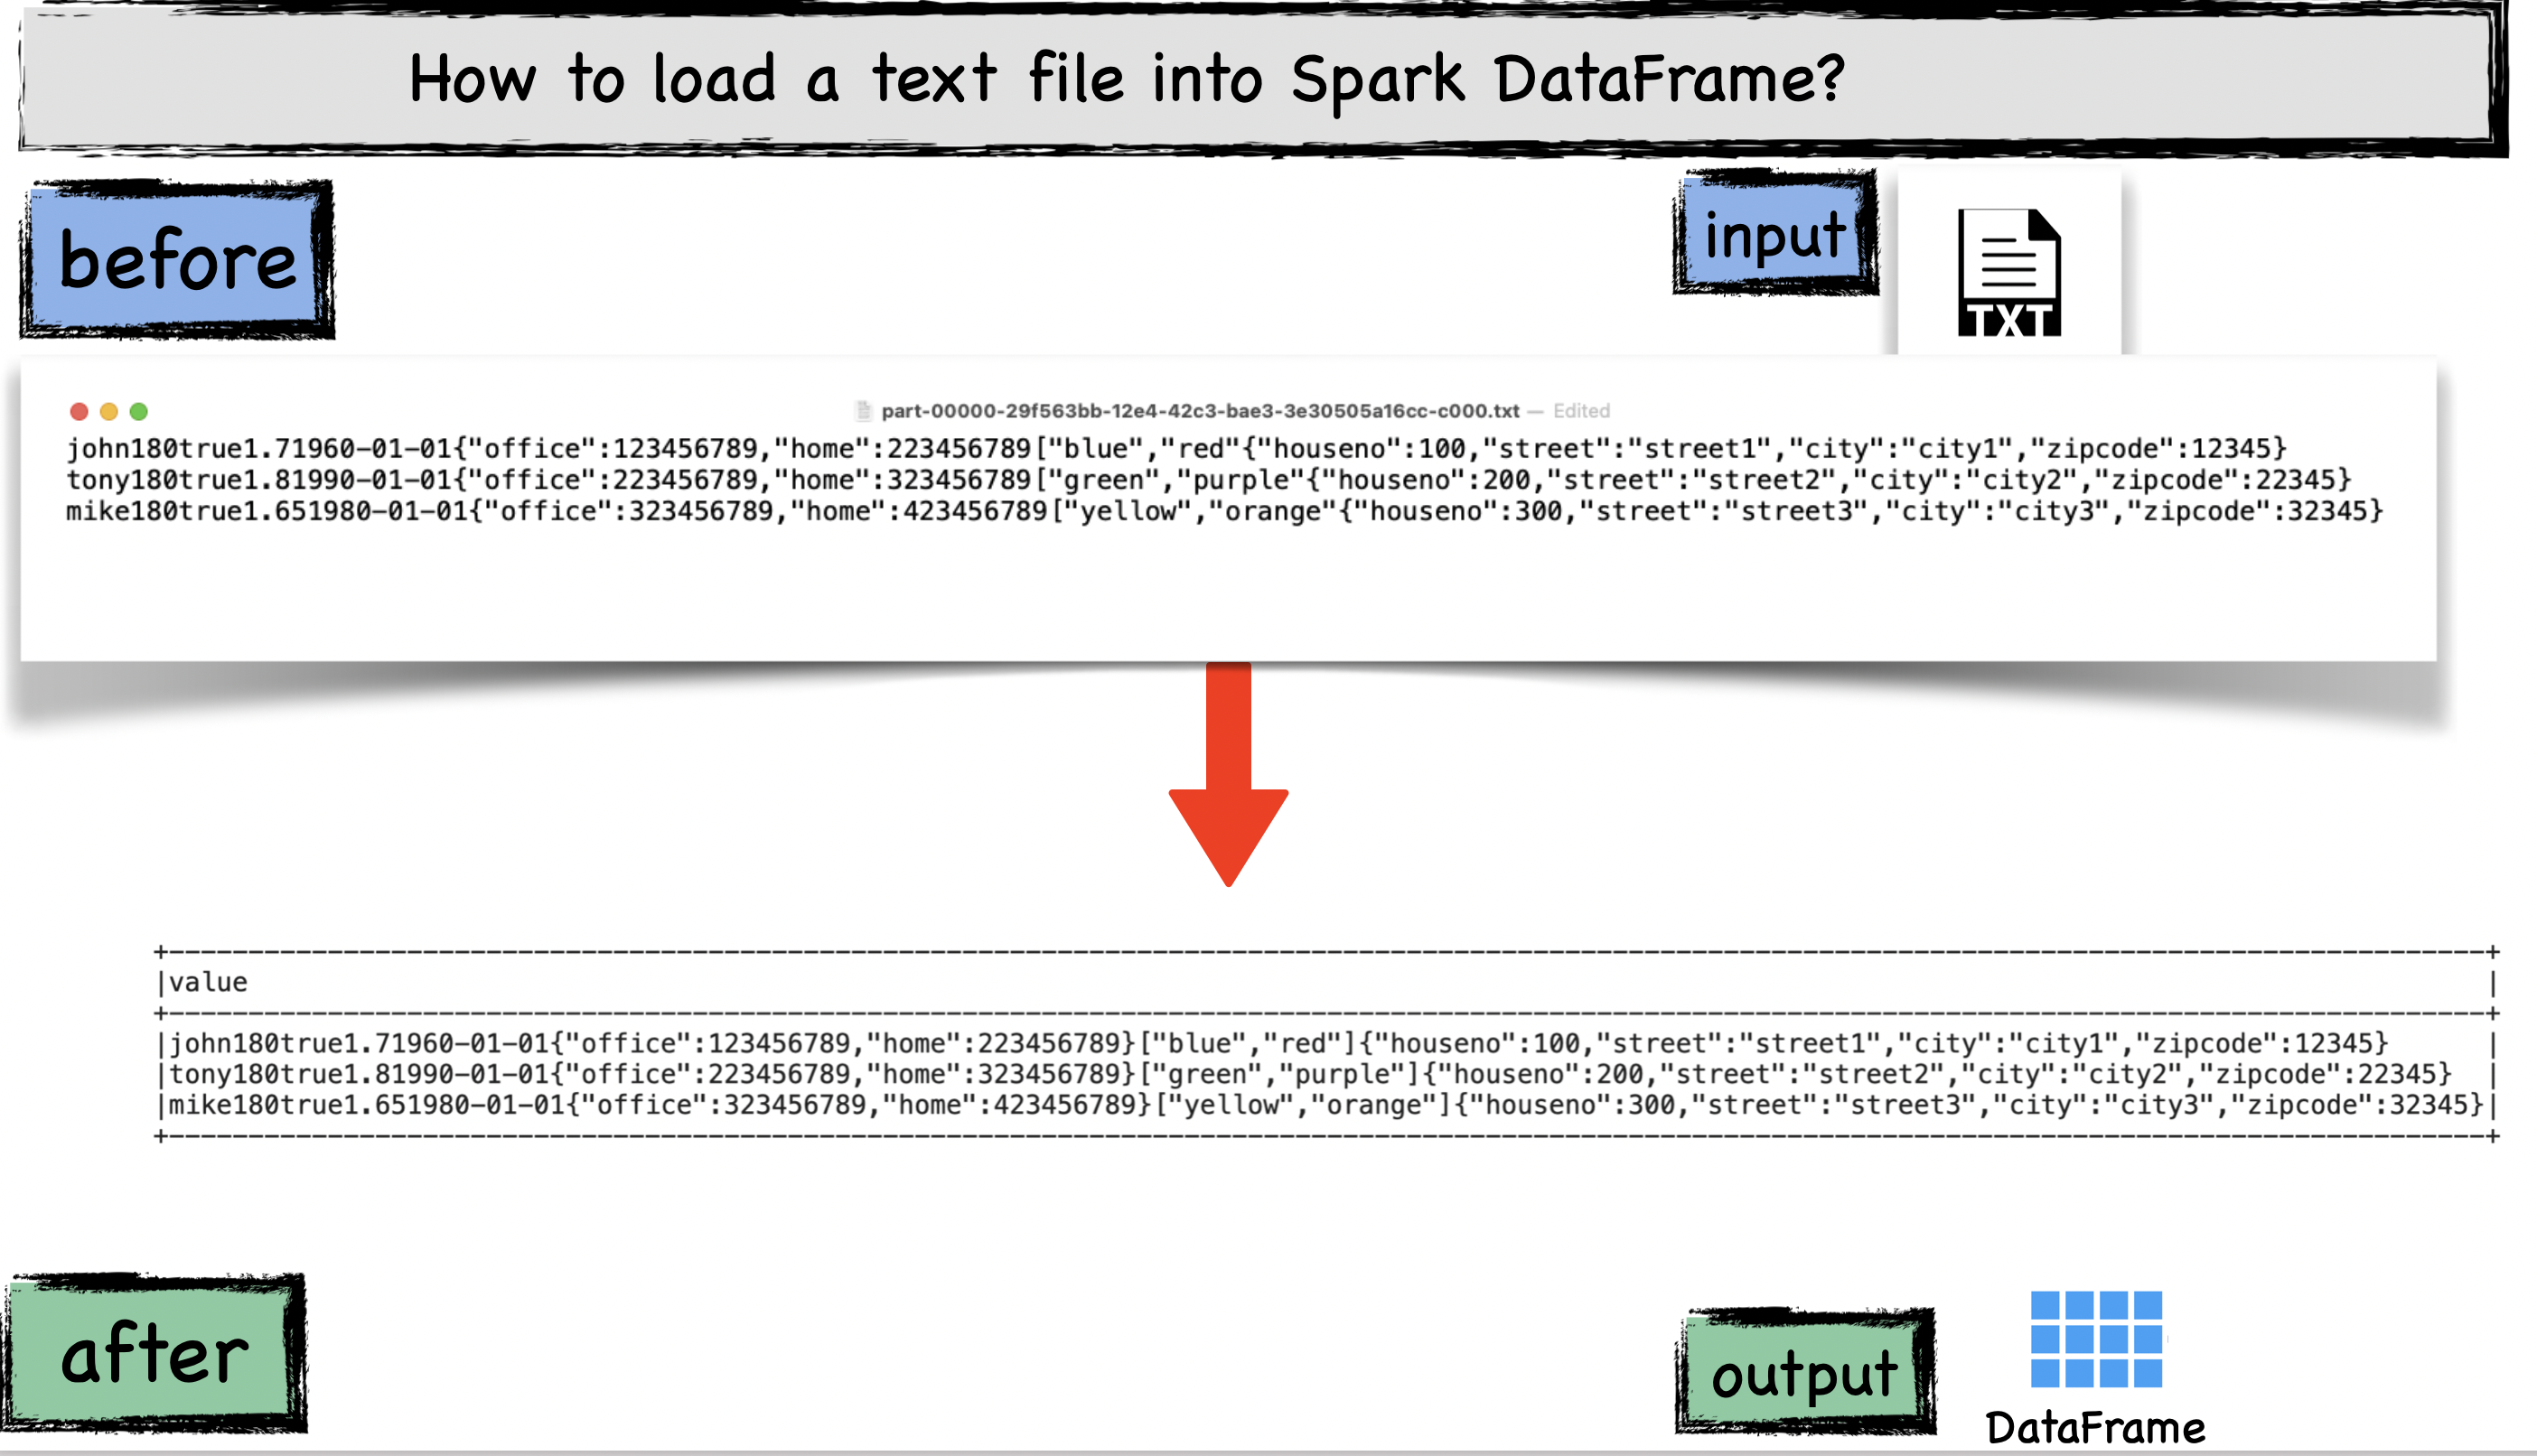 How to load a text file into Spark DataFrame?
before
input
TXT
part-00000-29f563bb-12e4-42c3-bae3-3e30505a16cc-c000.txt — Edited
john180true1.71960-01-01{"office":123456789,"home":223456789["blue","red"{"houseno":100,"street":"street1","city":"city1","zipcode":12345}
tony180true1.81990-01-01{"office":223456789,"home":323456789["green","purple"{"houseno":200,"street":"street2","city":"city2","zipcode":22345}
mike180true1.651980-01-01{"office":323456789,"home":423456789["yellow","orange"{"houseno":300,"street":"street3","city":"city3","zipcode":32345}
|value |
|john180true1.71960-01-01{"office":123456789,"home":223456789}["blue","red"]{"houseno":100,"street":"street1","city":"city1","zipcode":12345} |
|tony180true1.81990-01-01{"office":223456789,"home":323456789}["green","purple"]{"houseno":200,"street":"street2","city":"city2","zipcode":22345} |
|mike180true1.651980-01-01{"office":323456789,"home":423456789}["yellow","orange"]{"houseno":300,"street":"street3","city":"city3","zipcode":32345}|
after
output
DataFrame